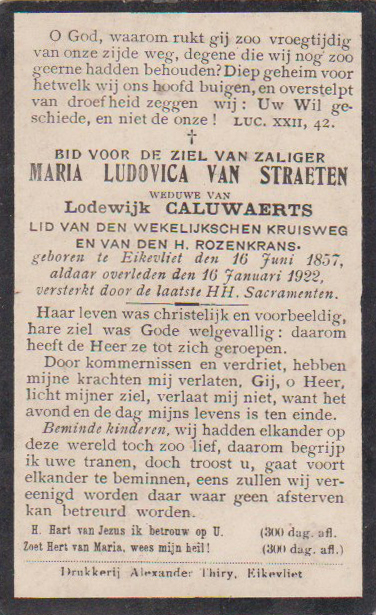 O God, waarom rukt gij zoo vroegtijdig
van onze zijde weg, degene die wij nog zoo
geerne hadden behouden? Diep geheim voor
hetwelk wij ons hoofd buigen, en overstelpt
van droefheid zeggen wij : Uw Wil ge-
schiede, en niet de onze ! LUC. XXII, 42.
✝
BID VOOR DE ZIEL VAN ZALIGER
MARIA LUDOVICA VAN STRAETEN
WEDUWE VAN
Lodewijk CALUWAERTS
LID VAN DEN WEKELIJKSCHEN KRUISWEG
EN VAN DEN H. ROZENKRANS.
geboren te Eikevliet den 16 Juni 1857,
aldaar overleden den 16 Januari 1922,
versterkt door de laatste HH. Sacramenten.
Haar leven was christelijk en voorbeeldig,
hare ziel was Gode welgevallig : daarom
heeft de Heer ze tot zich geroepen.
Door kommernissen en verdriet, hebben
mijne krachten mij verlaten, Gij, o Heer,
licht mijner ziel, verlaat mij niet, want het
avond en de dag mijns levens is ten einde.
Beminde kinderen, wij hadden elkander op
deze wereld toch zoo lief, daarom begrijp
ik uwe tranen, doch troost u, gaat voort
elkander te beminnen, eens zullen wij ver-
eenigd worden daar waar geen afsterven
kan betreurd worden.
H. Hart van Jezus ik betrouw op U. (300 dag. afl.
Zoet Hert van Maria, wees mijn heil! (300 dag. afl.)
Drukkerij Alexander Thiry, Eikevliet